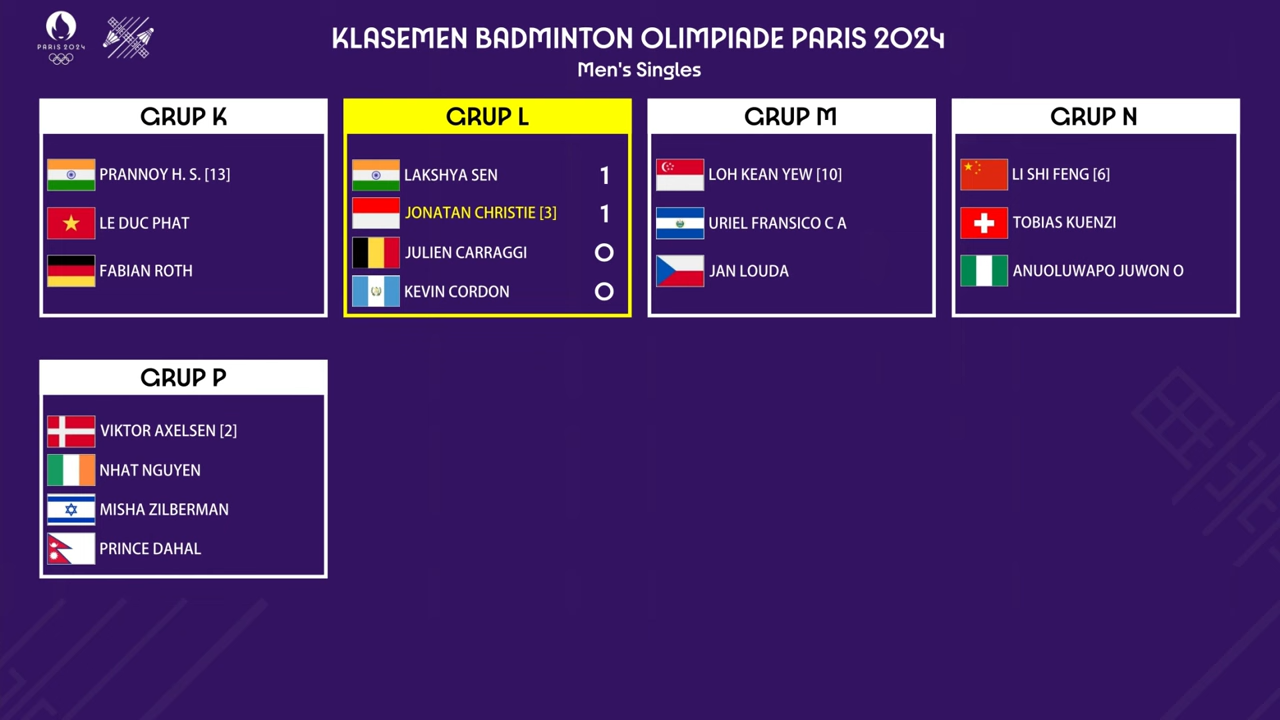 PARIS 2024
KLASEMEN BADMINTON OLIMPIADE PARIS 2024
Men's Singles
GRUP K
PRANNOY H. S. [13]
LE DUC PHAT
FABIAN ROTH
GRUP L
LAKSHYA SEN 1
JONATAN CHRISTIE [3] 1
JULIEN CARRAGGI 0
KEVIN CORDON 0
GRUP M
LOH KEAN YEW [10]
URIEL FRANSICO C A
JAN LOUDA
GRUP N
LI SHI FENG [6]
TOBIAS KUENZI
ANUOLUWAPO JUWON O
GRUP P
VIKTOR AXELSEN [2]
NHAT NGUYEN
MISHA ZILBERMAN
PRINCE DAHAL